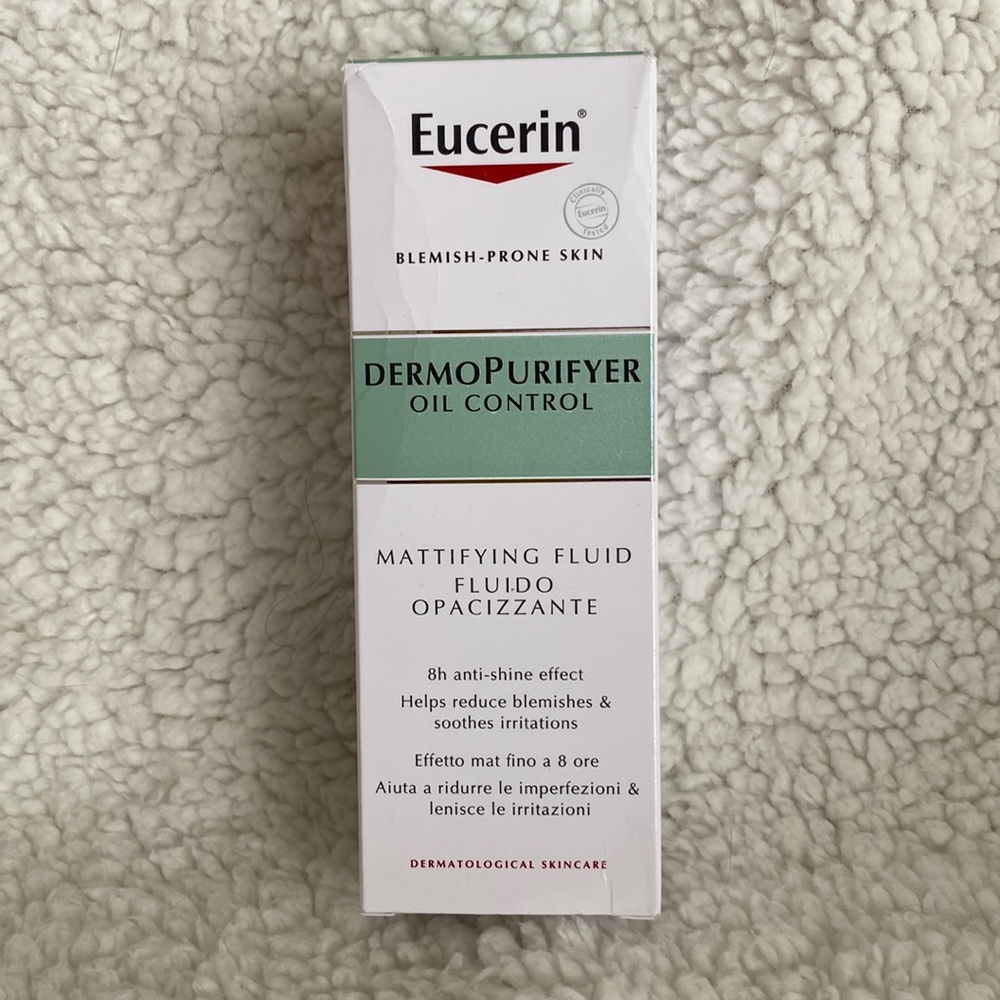 Eucerin®
Clinically
Eucerin
Tested
BLEMISH-PRONE SKIN
DERMOPURIFYER
OIL CONTROL
MATTIFYING FLUID
FLUIDO
OPACIZZANTE
8h anti-shine effect
Helps reduce blemishes &
soothes irritations
Effetto mat fino a 8 ore
Aiuta a ridurre le imperfezioni &
lenisce le irritazioni
DERMATOLOGICAL SKINCARE